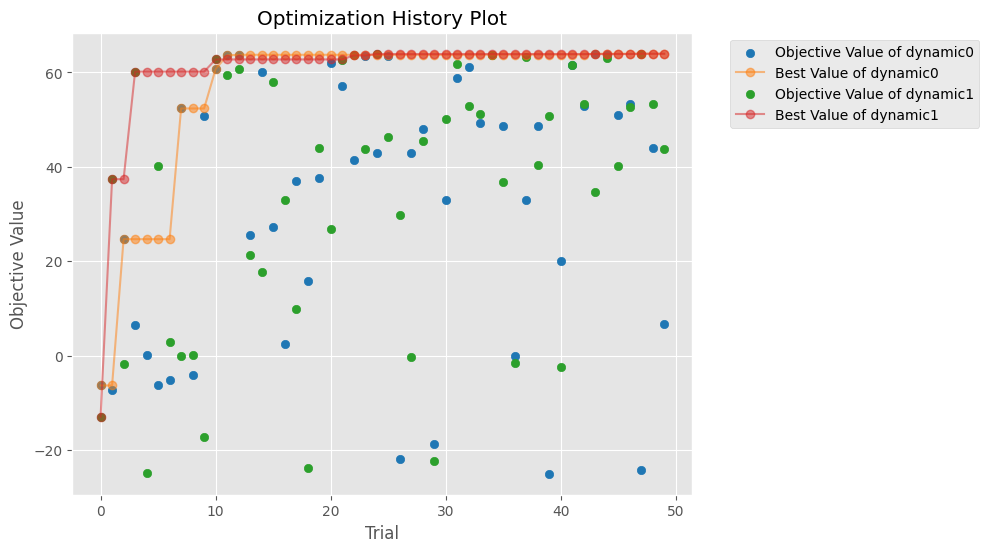 Optimization History Plot
Objective Value of dynamic0
Best Value of dynamic0
Objective Value of dynamic1
Best Value of dynamic1
Objective Value
60
40
20
0
−20
0 10 20 30 40 50
Trial